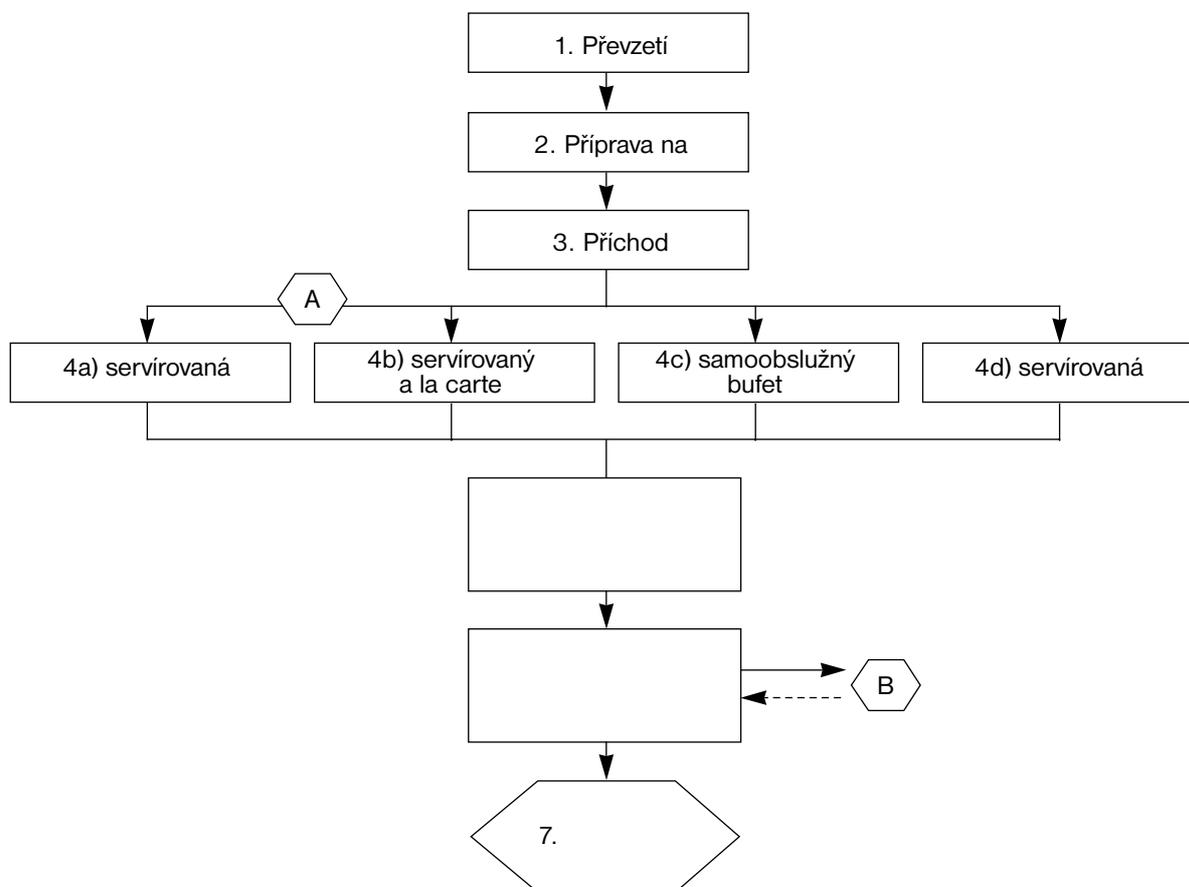 1. Převzetí
2. Příprava na
3. Příchod
A
4a) servírovaná
4b) servírovaný
a la carte
4c) samoobslužný
bufet
4d) servírovaná
B
7.